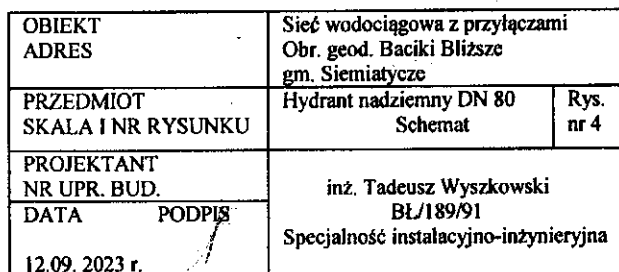 OBIEKT Sieć wodociągowa z przyłączami
ADRES Obr. geod. Baciki Bliższe
gm. Siemiatycze
PRZEDMIOT Hydrant nadziemny DN 80 Rys.
SKALA I NR RYSUNKU Schemat nr 4
PROJEKTANT
NR UPR. BUD.
inż. Tadeusz Wyszkowski
BŁ/189/91
Specjalność instalacyjno-inżynieryjna
DATA PODPIS
12.09. 2023 r.